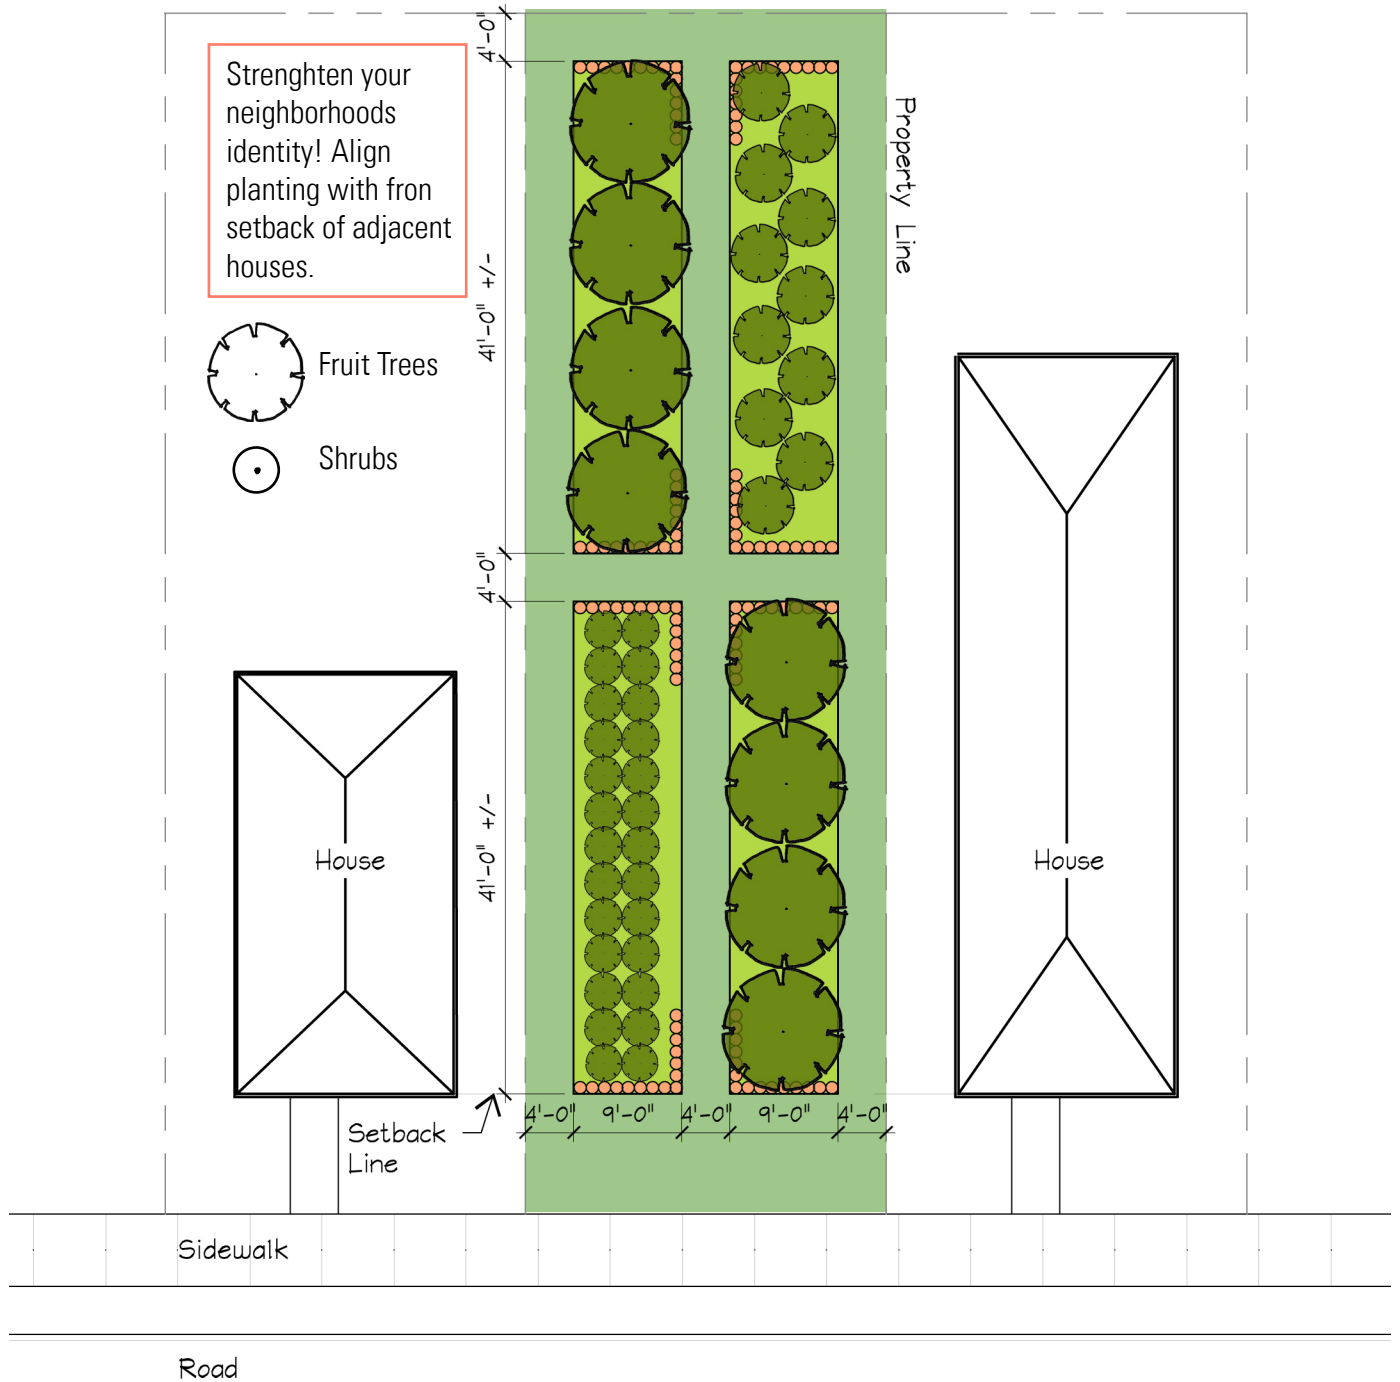 4'-0"
Strenghten your
neighborhoods
identity! Align
planting with fron
setback of adjacent
houses.
Property Line
41'-0" +/-
Fruit Trees
Shrubs
4'-0"
41'-0" +/-
House
House
4'-0" 9'-0" 4'-0" 9'-0" 4'-0"
Setback
Line
Sidewalk
Road